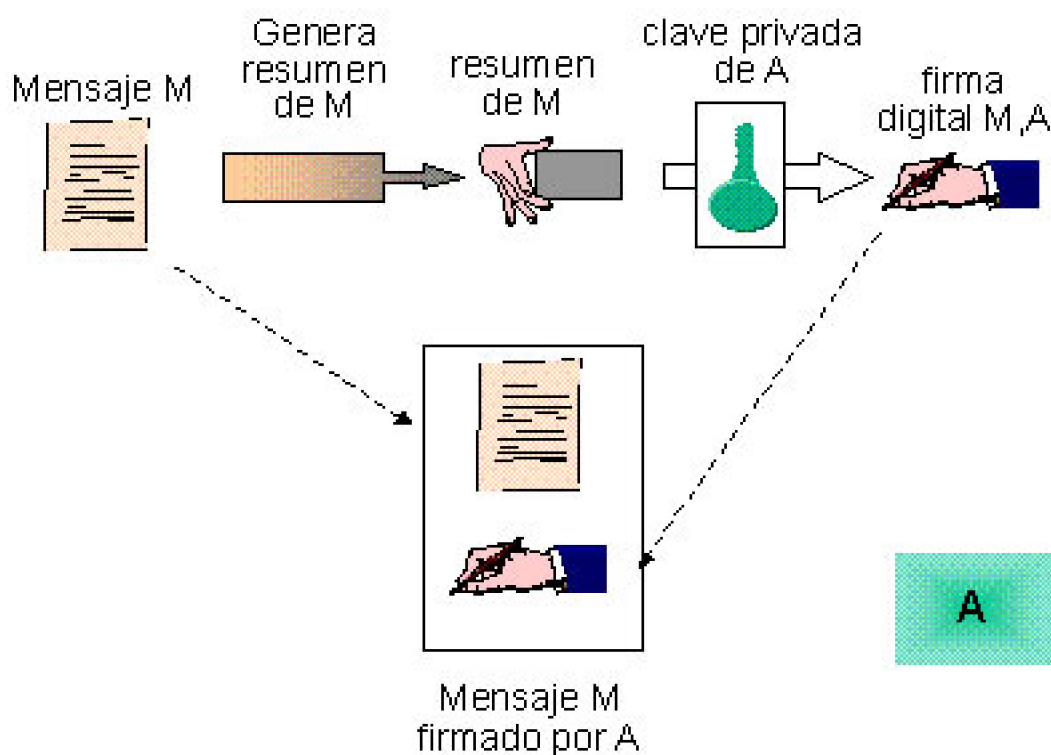 Mensaje M
Genera
resumen
de M
resumen
de M
clave privada
de A
firma
digital M ,A
A
Mensaje M
firmado por A